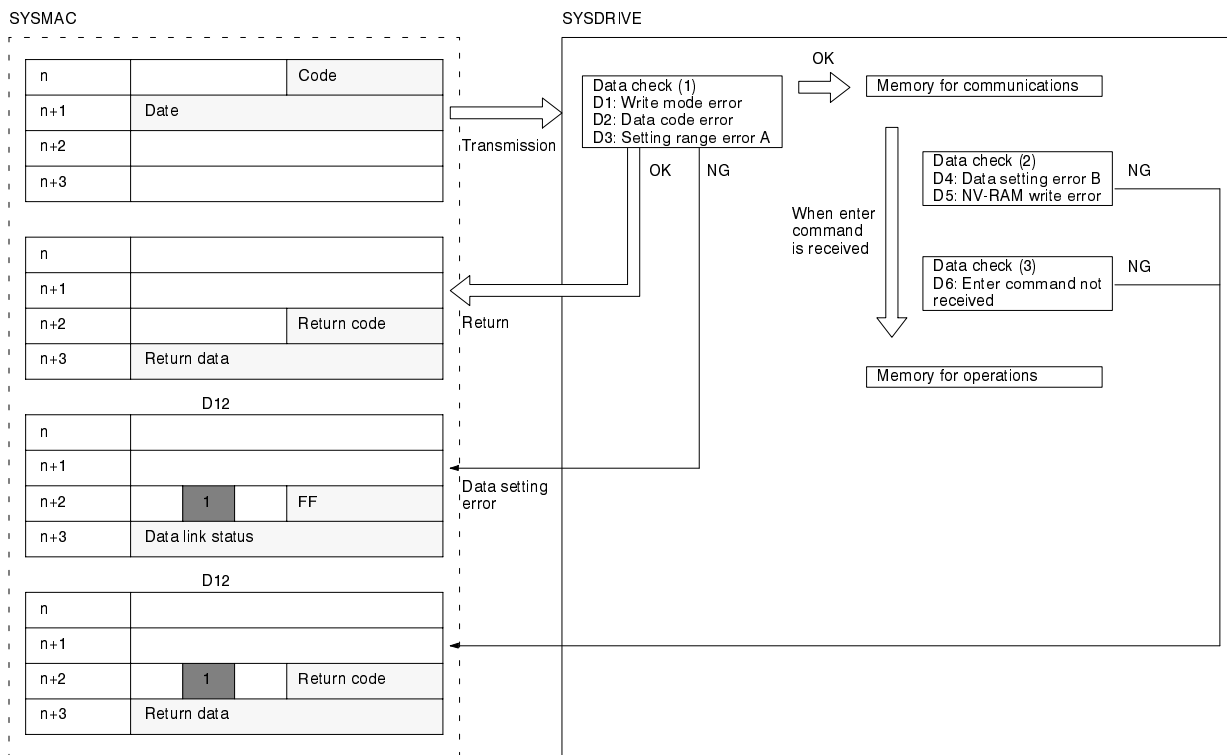 SYSMAC
n Code
n+1 Date
n+2
n+3
Transmission
n
n+1
n+2 Return code
n+3 Return data
Return
D12
n
n+1
n+2 1 FF
n+3 Data link status
Data setting
error
D12
n
n+1
n+2 1 Return code
n+3 Return data
SYSDRIVE
Data check (1)
D1: Write mode error
D2: Data code error
D3: Setting range error A
OK
Memory for communications
OK
NG
When enter
command
is received
Data check (2)
D4: Data setting error B
D5: NV-RAM write error
NG
Data check (3)
D6: Enter command not
received
NG
Memory for operations